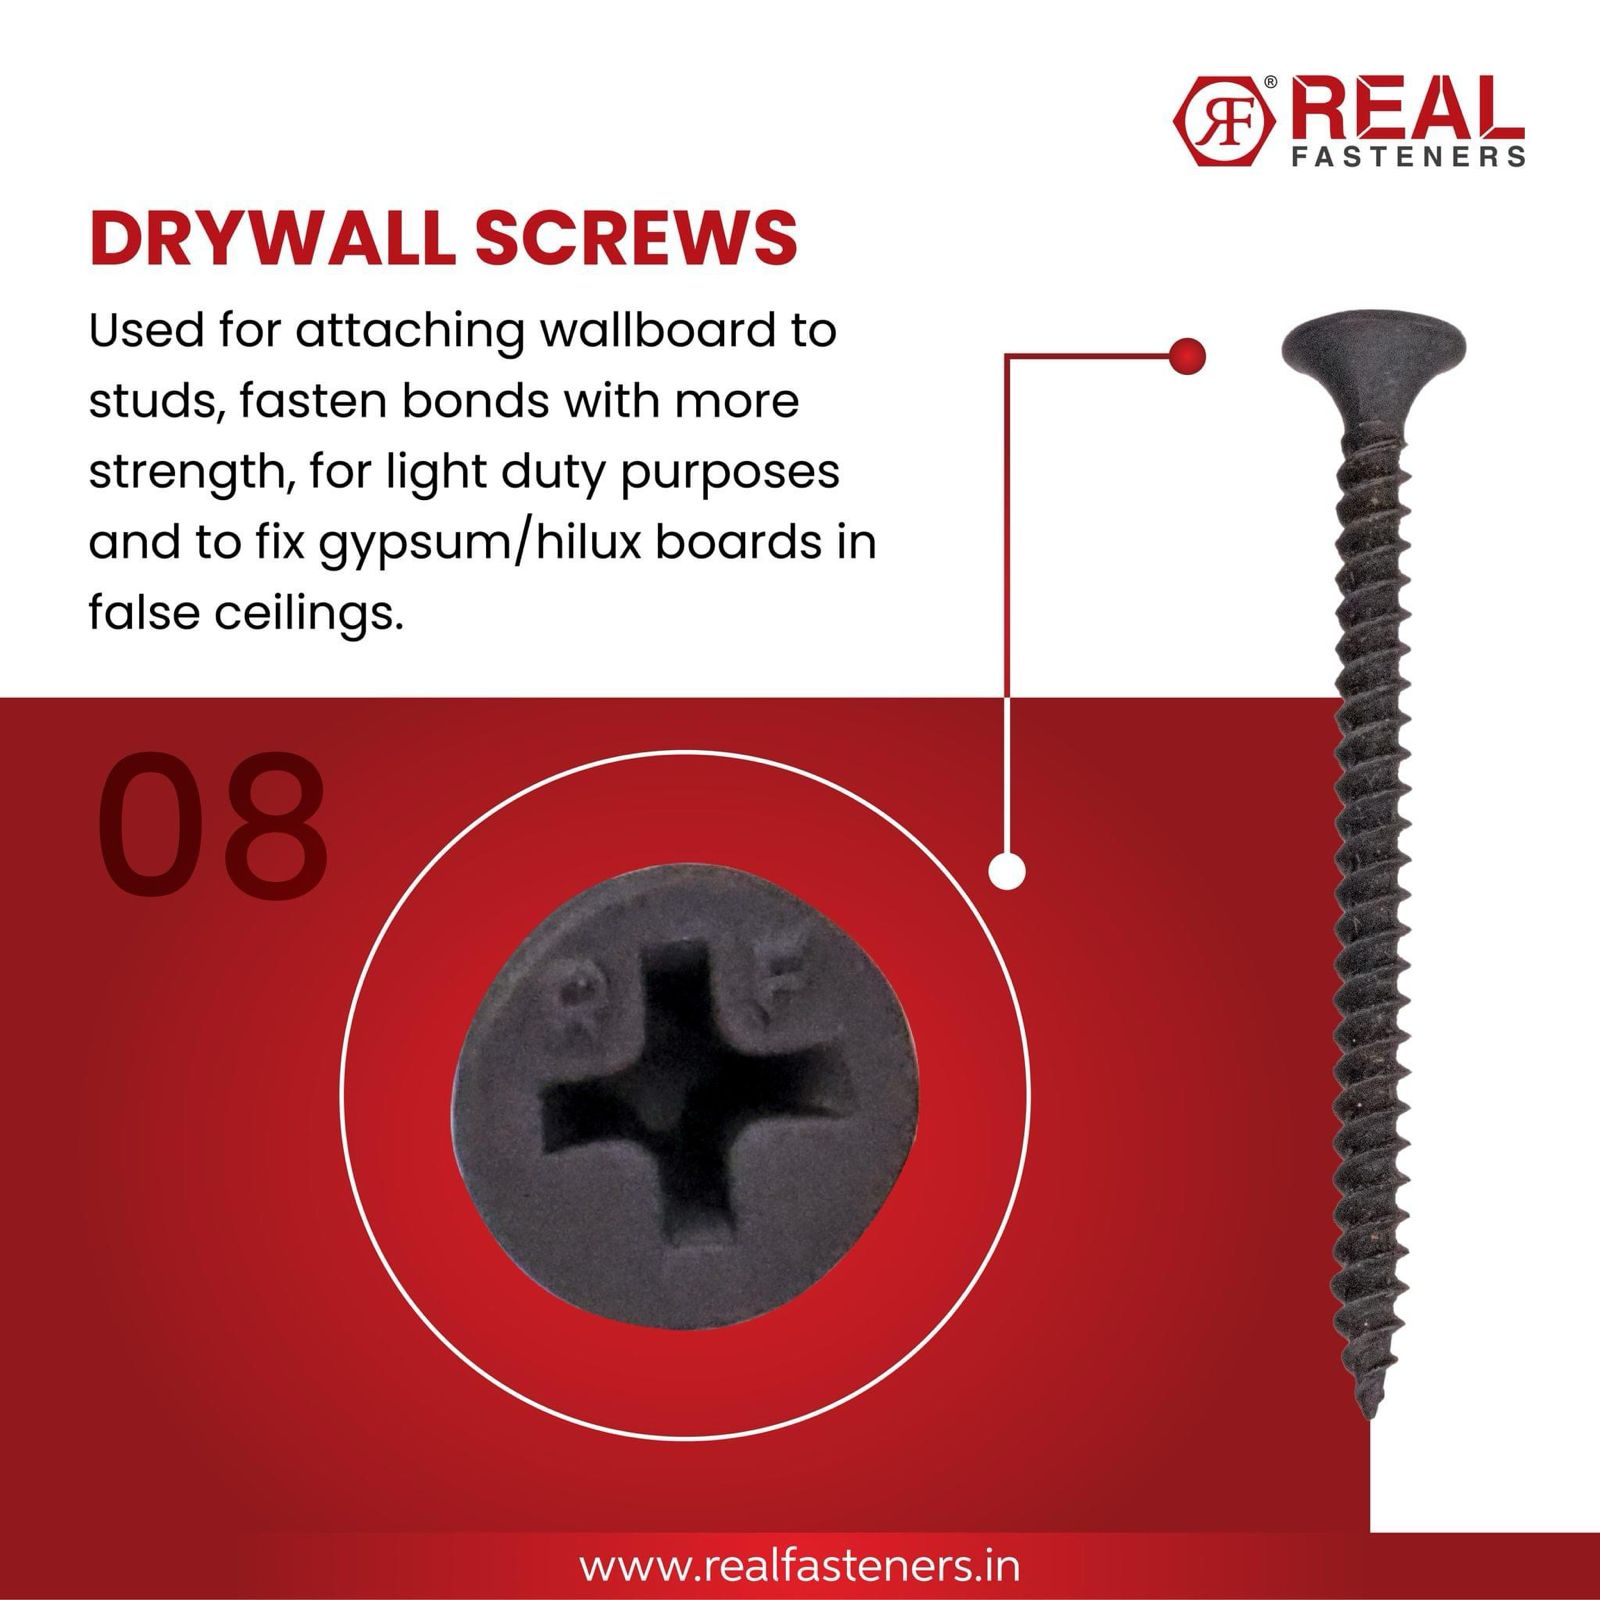 RF® REAL
FASTENERS
DRYWALL SCREWS
Used for attaching wallboard to
studs, fasten bonds with more
strength, for light duty purposes
and to fix gypsum/hilux boards in
false ceilings.
08
R F
www.realfasteners.in